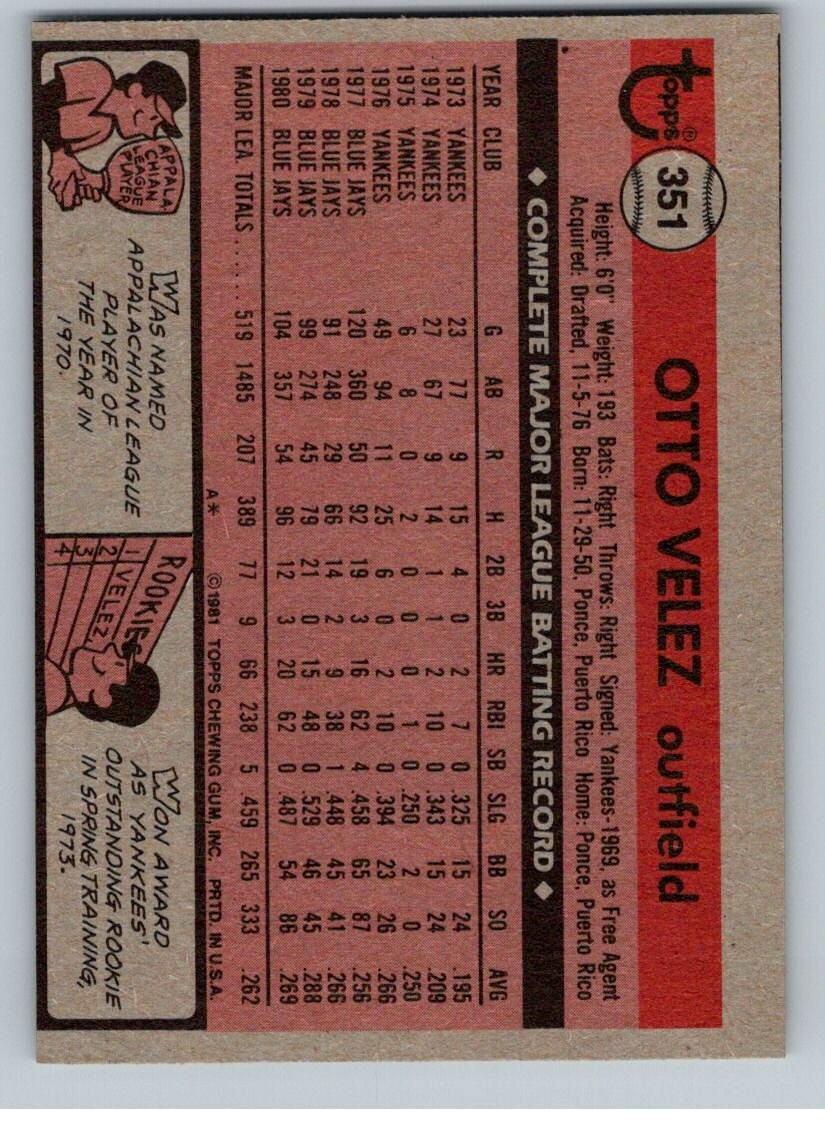 topps®
351
OTTO VELEZ outfield
Height: 6'0" Weight: 193 Bats: Right Throws: Right Signed: Yankees-1969, as Free Agent
Acquired: Drafted, 11-5-76 Born: 11-29-50, Ponce, Puerto Rico Home: Ponce, Puerto Rico
◆ COMPLETE MAJOR LEAGUE BATTING RECORD ◆
YEAR CLUB G AB R H 2B 3B HR RBI SB SLG BB SO AVG
1973 YANKEES 23 77 9 15 4 0 2 7 0 .325 15 24 .195
1974 YANKEES 27 67 9 14 1 1 2 10 0 .343 15 24 .209
1975 YANKEES 6 8 0 2 0 0 0 1 0 .250 2 0 .250
1976 YANKEES 49 94 11 25 6 0 2 10 0 .394 23 26 .266
1977 BLUE JAYS 120 360 50 92 19 3 16 62 4 .458 65 87 .256
1978 BLUE JAYS 91 248 29 66 14 2 9 38 1 .448 45 41 .266
1979 BLUE JAYS 99 274 45 79 21 0 15 48 0 .529 46 45 .288
1980 BLUE JAYS 104 357 54 96 12 3 20 62 0 .487 54 86 .269
MAJOR LEA. TOTALS...... 519 1485 207 389 77 9 66 238 5 .459 265 333 .262
A* ©1981 TOPPS CHEWING GUM, INC. PRTD. IN U.S.A.
APPALA
CHIAN
LEAGUE
PLAYER
WAS NAMED
APPALACHIAN LEAGUE
PLAYER OF
THE YEAR IN
1970.
ROOKIES
1 VELEZ
2
3
4
WON AWARD
AS YANKEES'
OUTSTANDING ROOKIE
IN SPRING TRAINING,
1973.